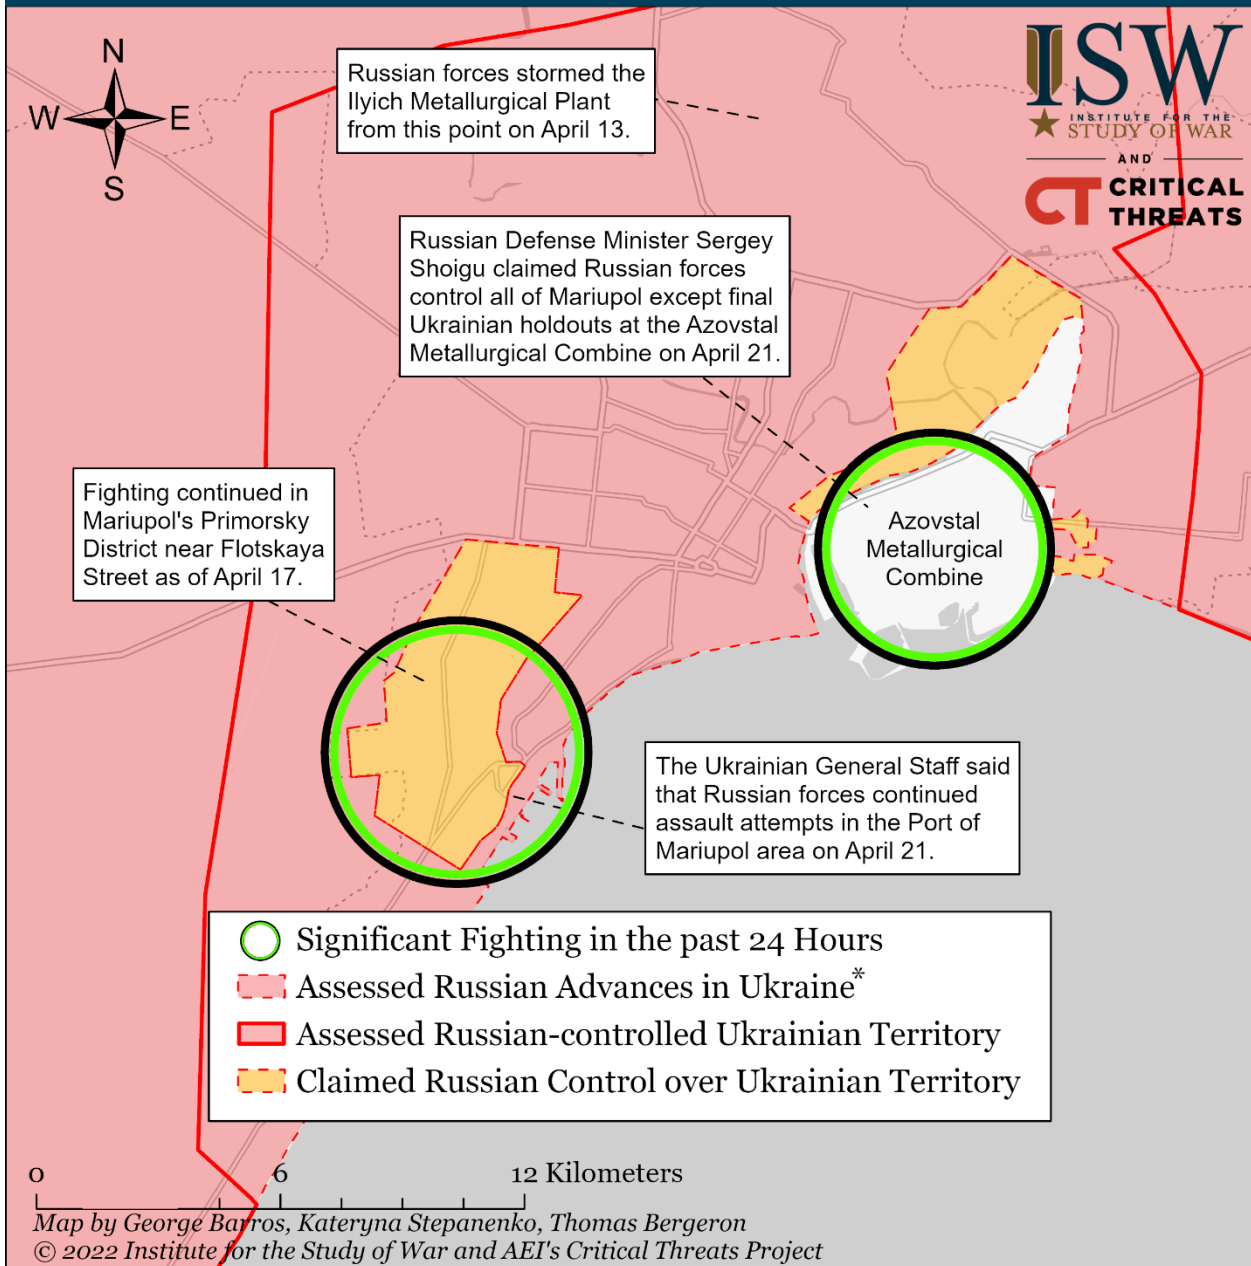 N
W E
S
Russian forces stormed the
Ilyich Metallurgical Plant
from this point on April 13.
ISW
INSTITUTE FOR THE
STUDY OF WAR
AND
CT CRITICAL
THREATS
Russian Defense Minister Sergey
Shoigu claimed Russian forces
control all of Mariupol except final
Ukrainian holdouts at the Azovstal
Metallurgical Combine on April 21.
Fighting continued in
Mariupol's Primorsky
District near Flotskaya
Street as of April 17.
Azovstal
Metallurgical
Combine
The Ukrainian General Staff said
that Russian forces continued
assault attempts in the Port of
Mariupol area on April 21.
Significant Fighting in the past 24 Hours
Assessed Russian Advances in Ukraine*
Assessed Russian-controlled Ukrainian Territory
Claimed Russian Control over Ukrainian Territory
0 6 12 Kilometers
Map by George Barros, Kateryna Stepanenko, Thomas Bergeron
© 2022 Institute for the Study of War and AEI's Critical Threats Project